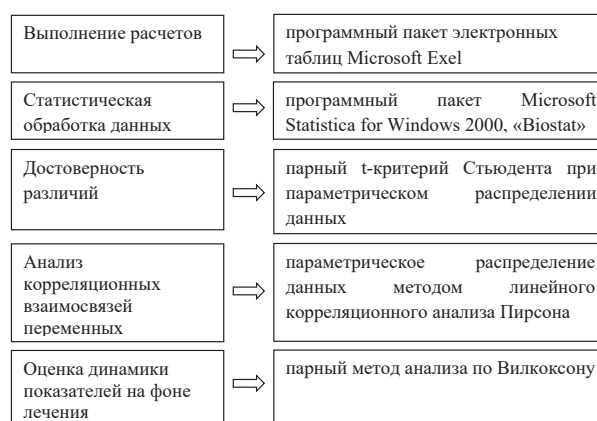 Выполнение расчетов
программный пакет электронных
таблиц Microsoft Exel
Статистическая
обработка данных
программный пакет Microsoft
Statistica for Windows 2000, «Biostat»
Достоверность
различий
парный t-критерий Стьюдента при
параметрическом распределении
данных
Анализ
корреляционных
взаимосвязей
переменных
параметрическое распределение
данных методом линейного
корреляционного анализа Пирсона
Оценка динамики
показателей на фоне
лечения
парный метод анализа по Вилкоксону